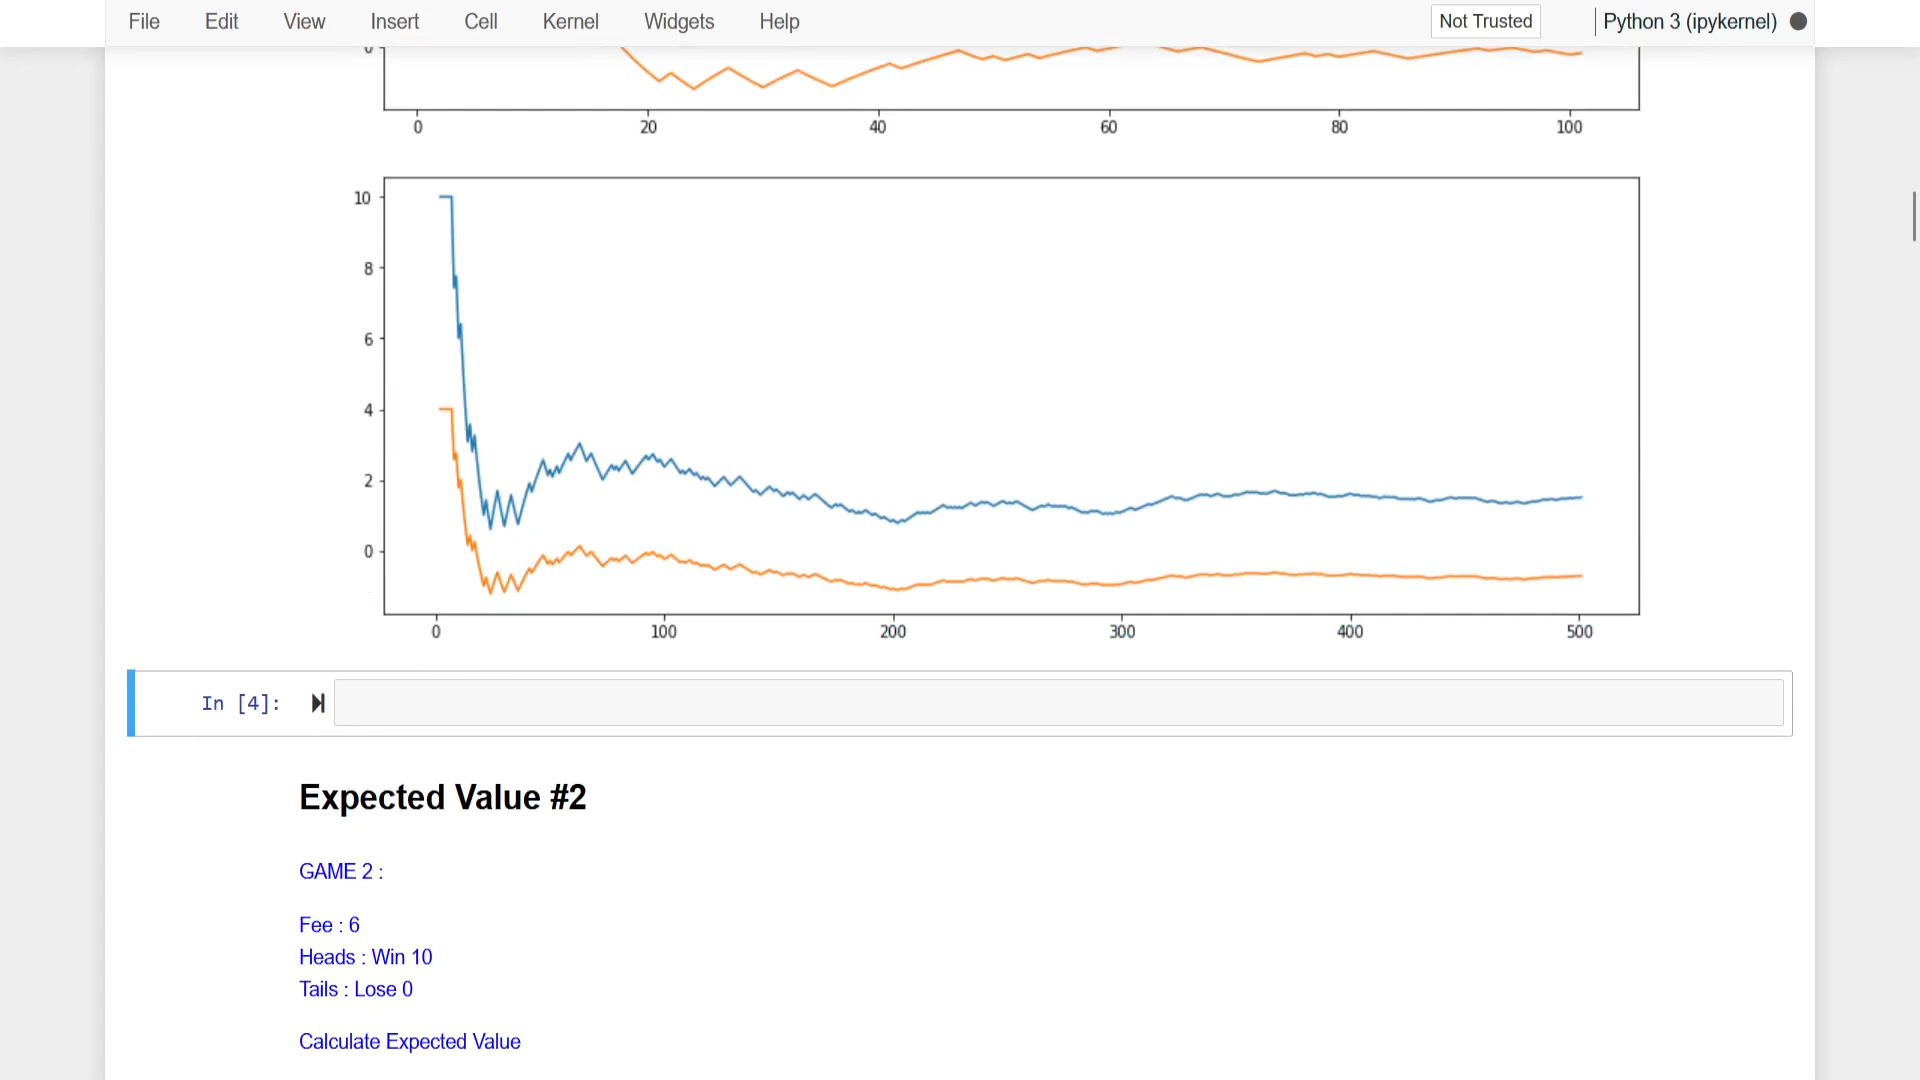 File Edit View Insert Cell Kernel Widgets Help Not Trusted Python 3 (ipykernel)
0 20 40 60 80 100
10
8
6
4
2
0
0 100 200 300 400 500
In [4]:
Expected Value #2
GAME 2 :
Fee : 6
Heads : Win 10
Tails : Lose 0
Calculate Expected Value